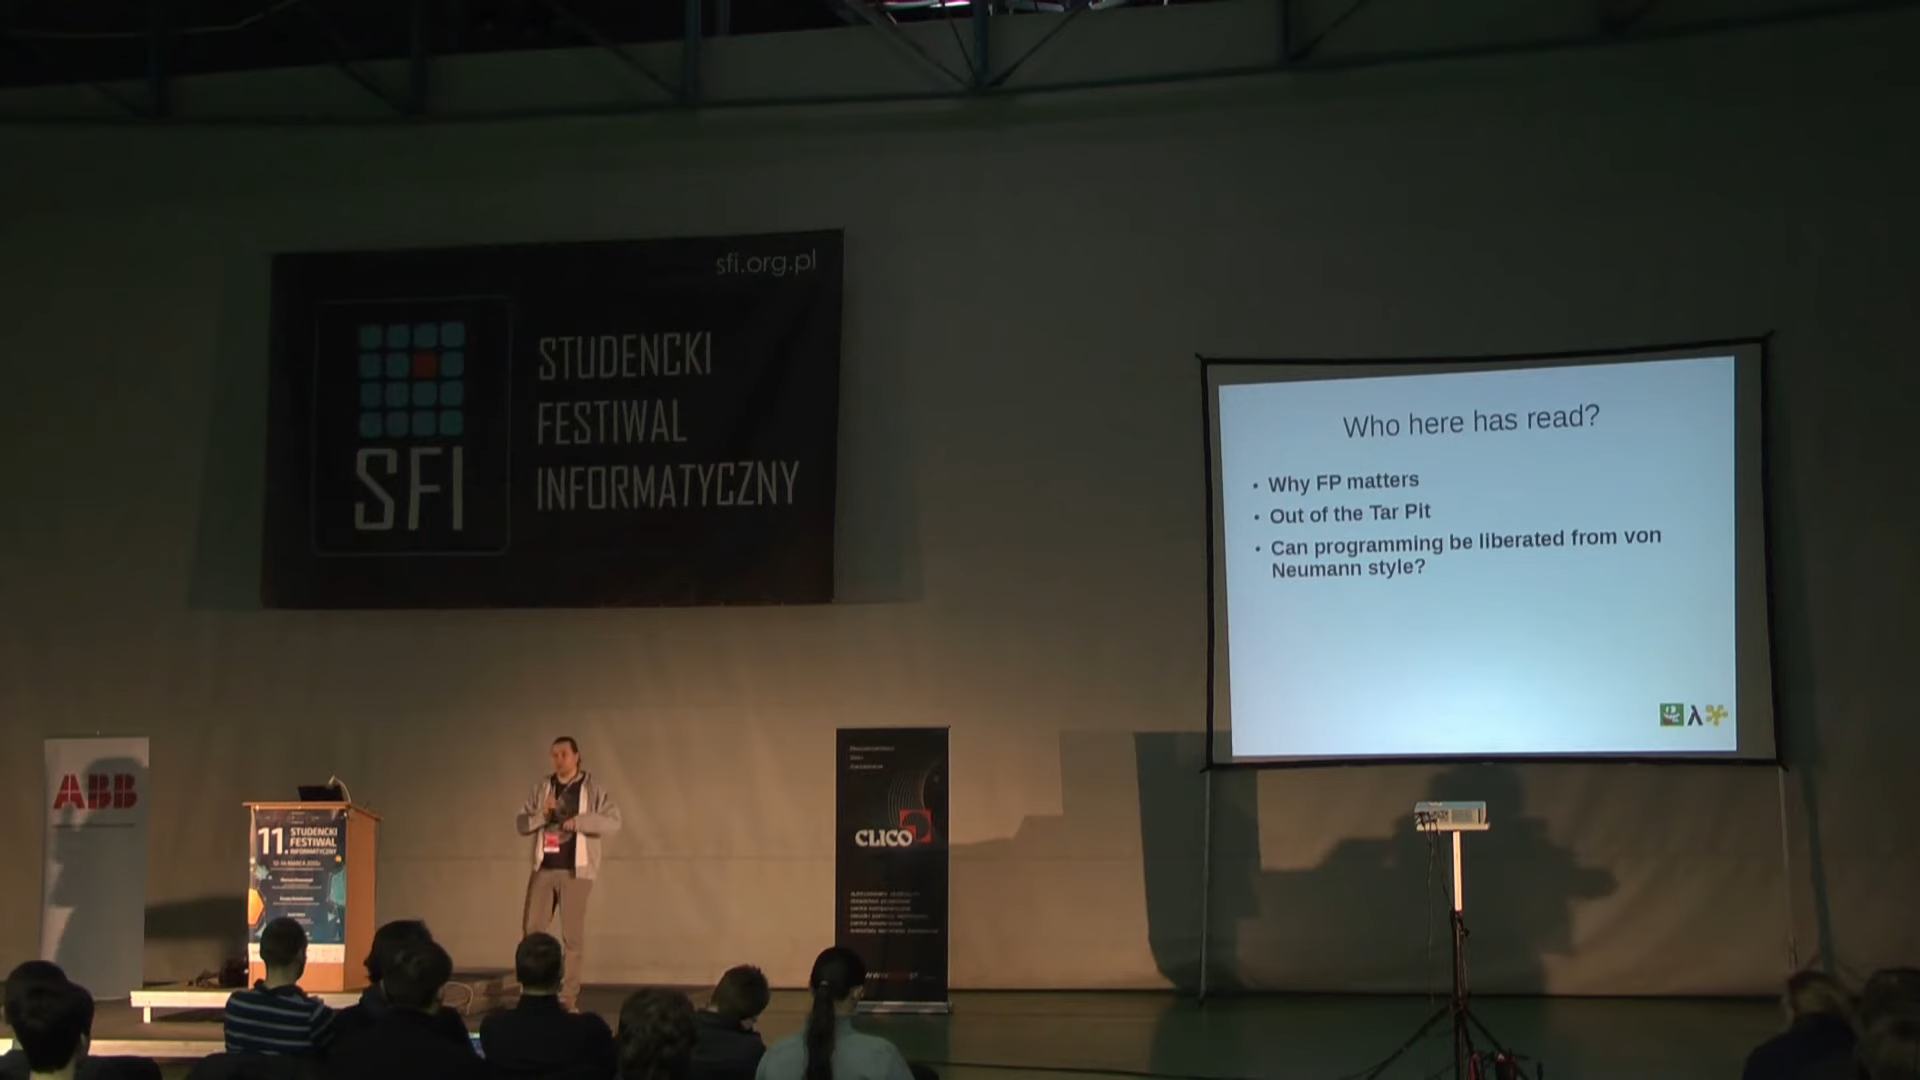 sfi.org.pl
STUDENCKI
FESTIWAL
INFORMATYCZNY
SFI
Who here has read?
• Why FP matters
• Out of the Tar Pit
• Can programming be liberated from von
Neumann style?
λ
ABB
11.
STUDENCKI
FESTIWAL
INFORMATYCZNY
CLICO